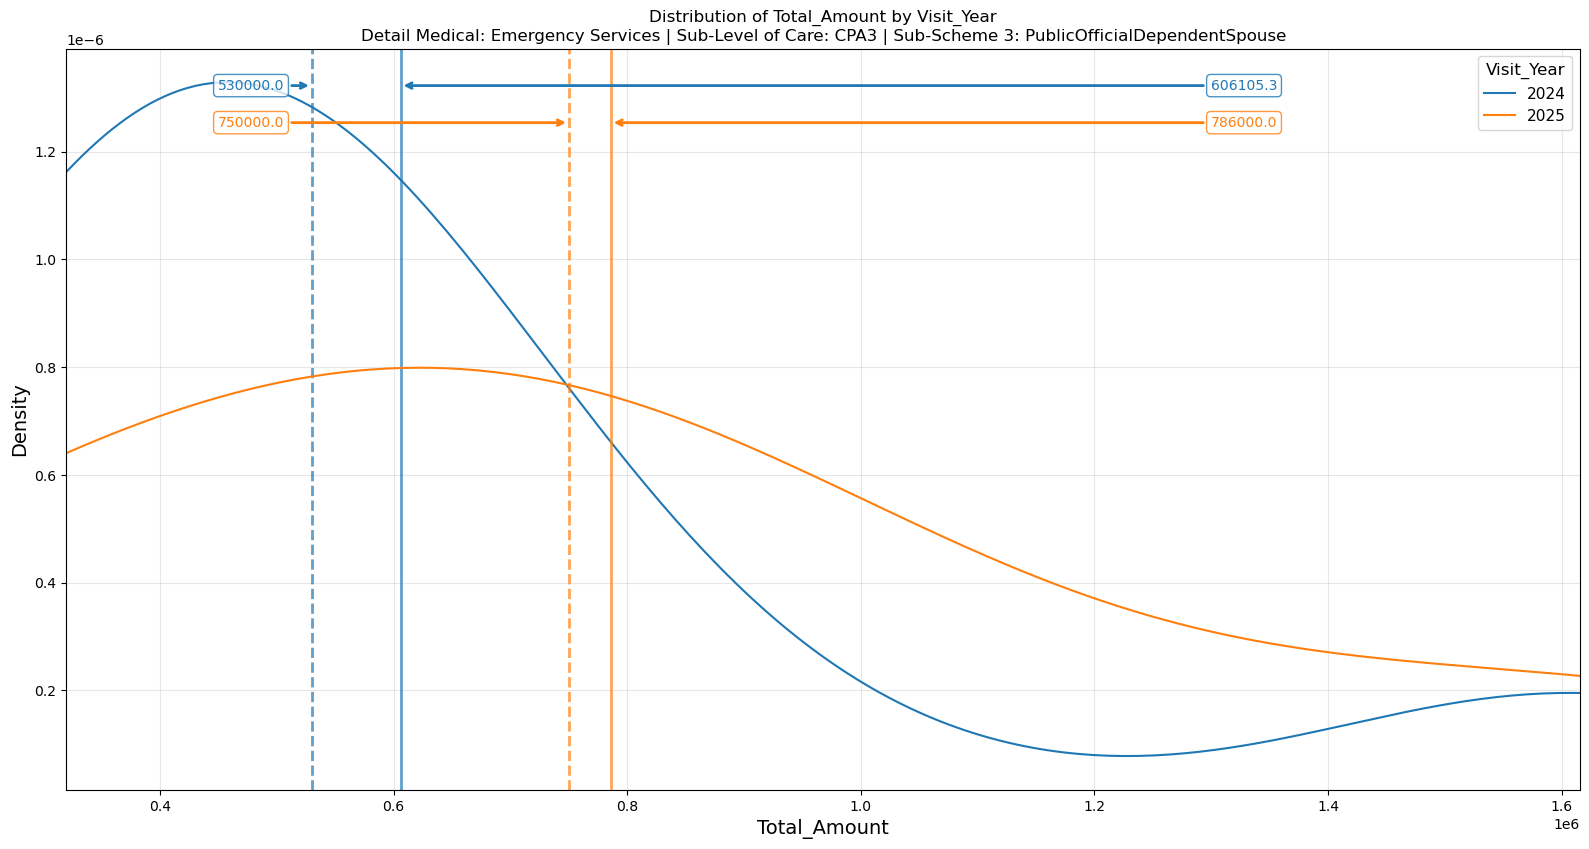 Distribution of Total_Amount by Visit_Year
Detail Medical: Emergency Services | Sub-Level of Care: CPA3 | Sub-Scheme 3: PublicOfficialDependentSpouse
1e−6
Visit_Year
2024
2025
530000.0
606105.3
750000.0
786000.0
1.2
1.0
0.8
0.6
0.4
0.2
Density
0.4
0.6
0.8
1.0
1.2
1.4
1.6
1e6
Total_Amount